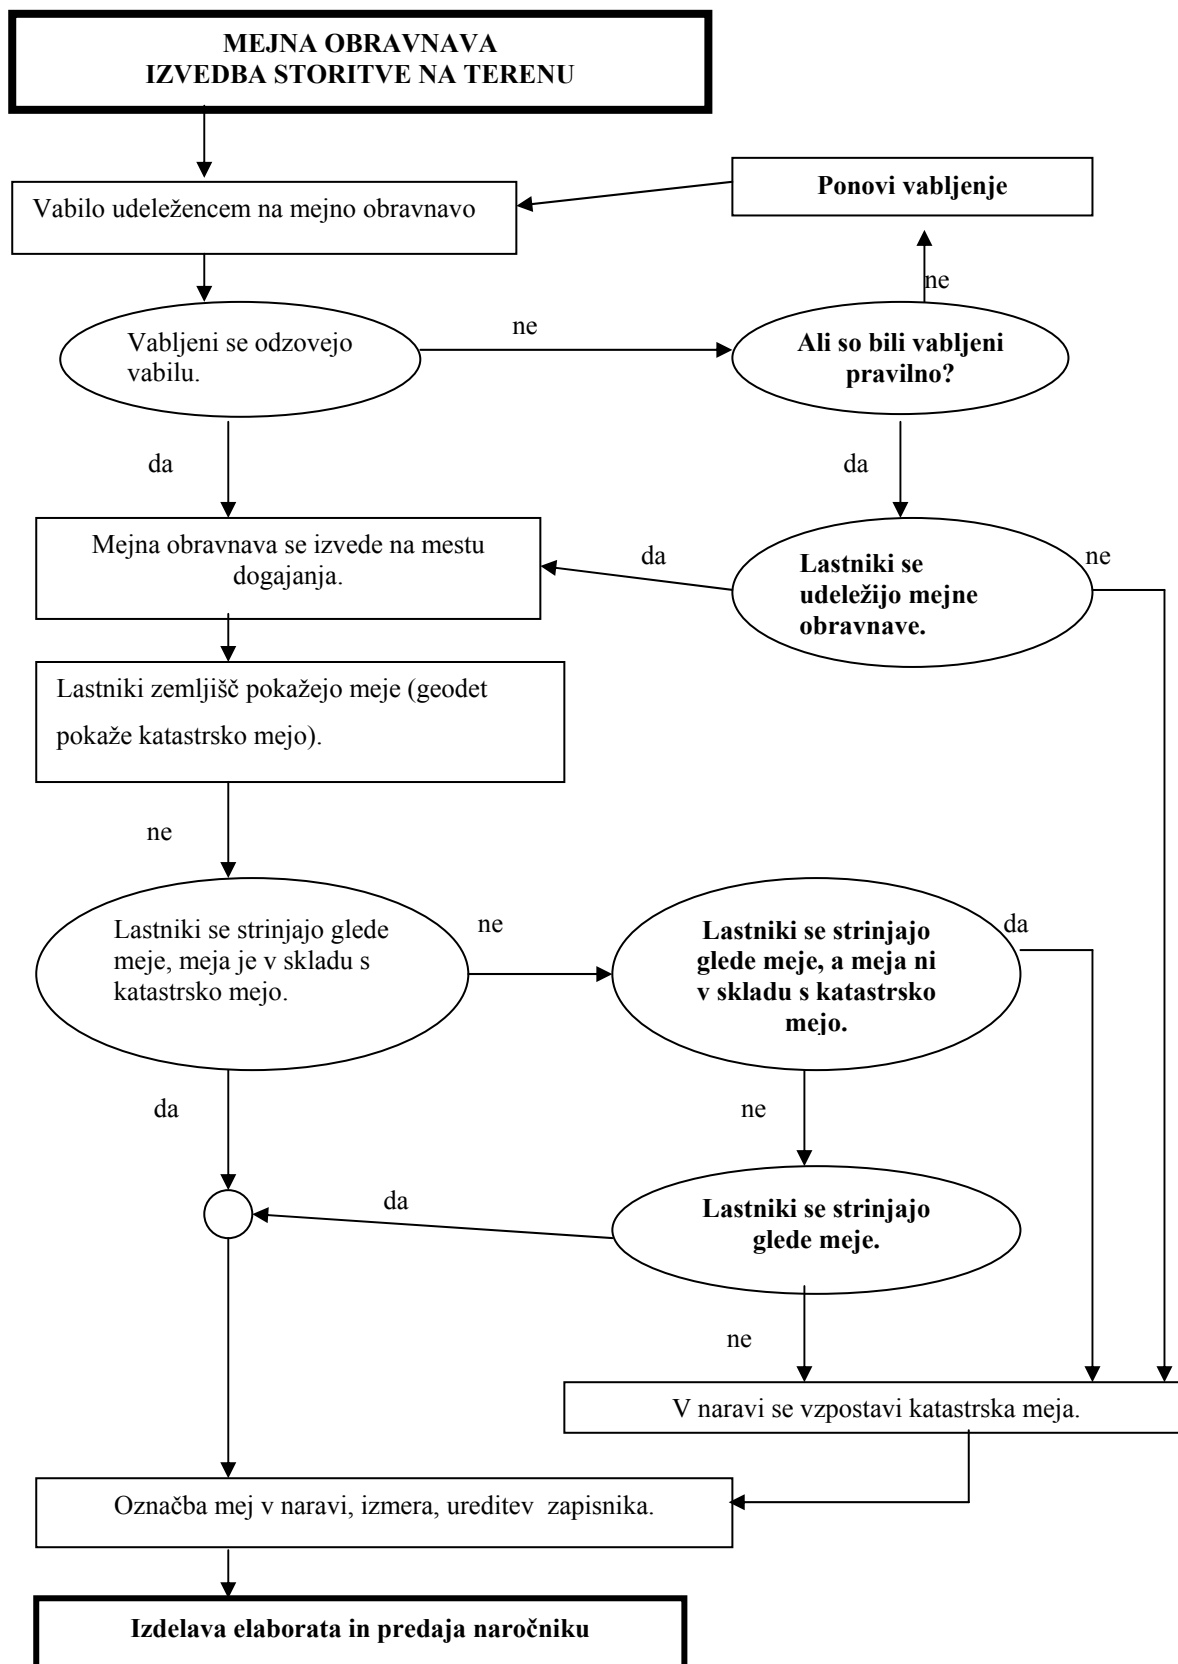 MEJNA OBRAVNAVA
IZVEDBA STORITVE NA TERENU
Vabilo udeležencem na mejno obravnavo
Ponovi vabljenje
ne
Vabljeni se odzovejo
vabilu.
ne
Ali so bili vabljeni
pravilno?
da
da
Mejna obravnava se izvede na mestu
dogajanja.
da
Lastniki se
udeležijo mejne
obravnave.
ne
Lastniki zemljišč pokažejo meje (geodet
pokaže katastrsko mejo).
ne
Lastniki se strinjajo glede
meje, meja je v skladu s
katastrsko mejo.
ne
Lastniki se strinjajo
glede meje, a meja ni
v skladu s katastrsko
mejo.
da
da
ne
da
Lastniki se strinjajo
glede meje.
ne
V naravi se vzpostavi katastrska meja.
Označba mej v naravi, izmera, ureditev  zapisnika.
Izdelava elaborata in predaja naročniku